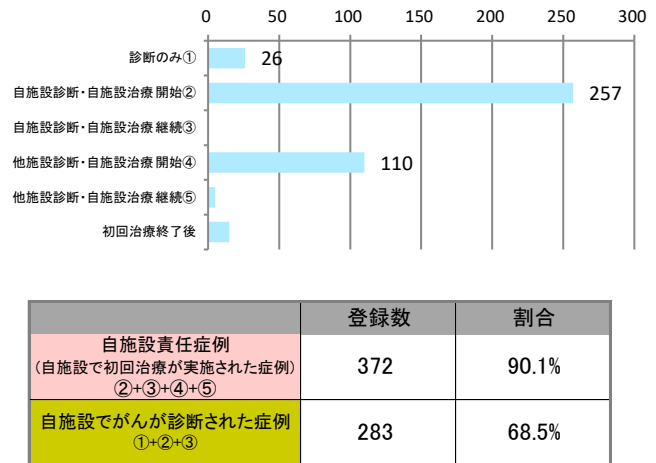 0 50 100 150 200 250 300
診断のみ① 26
自施設診断・自施設治療 開始② 257
自施設診断・自施設治療 継続③
他施設診断・自施設治療 開始④ 110
他施設診断・自施設治療 継続⑤
初回治療終了後
登録数 割合
自施設責任症例
(自施設で初回治療が実施された症例)
②+③+④+⑤
372 90.1%
自施設でがんが診断された症例
①+②+③
283 68.5%